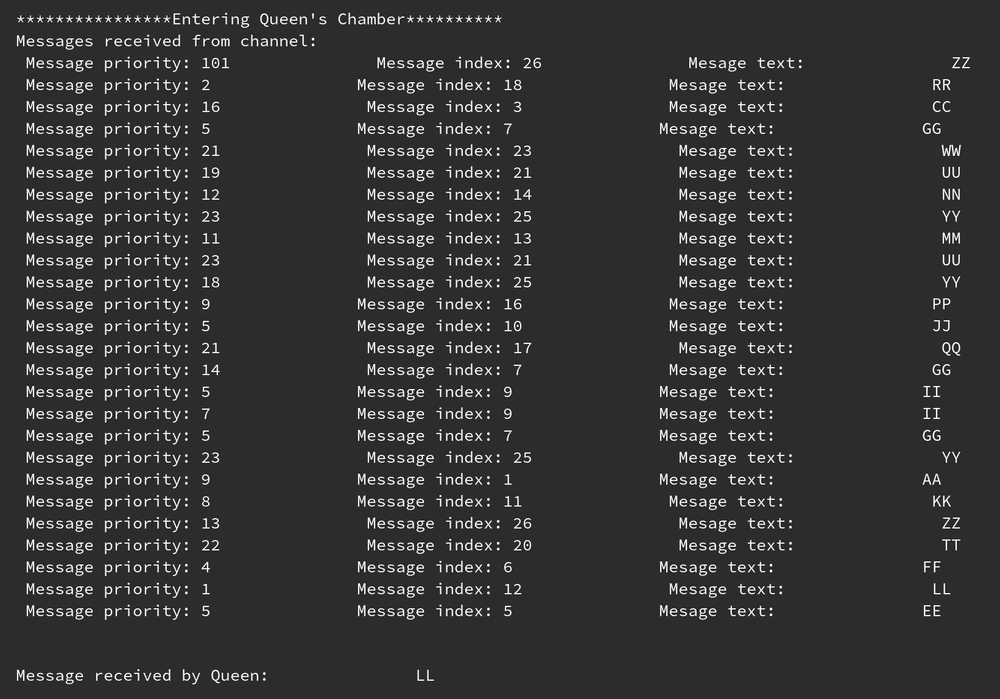 ****************Entering Queen's Chamber**********
Messages received from channel:
Message priority: 101 Message index: 26 Mesage text: ZZ
Message priority: 2 Message index: 18 Mesage text: RR
Message priority: 16 Message index: 3 Mesage text: CC
Message priority: 5 Message index: 7 Mesage text: GG
Message priority: 21 Message index: 23 Mesage text: WW
Message priority: 19 Message index: 21 Mesage text: UU
Message priority: 12 Message index: 14 Mesage text: NN
Message priority: 23 Message index: 25 Mesage text: YY
Message priority: 11 Message index: 13 Mesage text: MM
Message priority: 23 Message index: 21 Mesage text: UU
Message priority: 18 Message index: 25 Mesage text: YY
Message priority: 9 Message index: 16 Mesage text: PP
Message priority: 5 Message index: 10 Mesage text: JJ
Message priority: 21 Message index: 17 Mesage text: QQ
Message priority: 14 Message index: 7 Mesage text: GG
Message priority: 5 Message index: 9 Mesage text: II
Message priority: 7 Message index: 9 Mesage text: II
Message priority: 5 Message index: 7 Mesage text: GG
Message priority: 23 Message index: 25 Mesage text: YY
Message priority: 9 Message index: 1 Mesage text: AA
Message priority: 8 Message index: 11 Mesage text: KK
Message priority: 13 Message index: 26 Mesage text: ZZ
Message priority: 22 Message index: 20 Mesage text: TT
Message priority: 4 Message index: 6 Mesage text: FF
Message priority: 1 Message index: 12 Mesage text: LL
Message priority: 5 Message index: 5 Mesage text: EE
Message received by Queen: LL